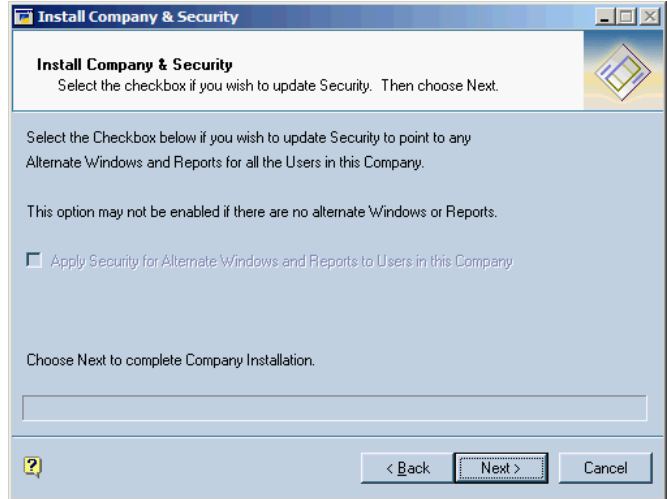 Install Company & Security
Install Company & Security
Select the checkbox if you wish to update Security. Then choose Next.
Select the Checkbox below if you wish to update Security to point to any
Alternate Windows and Reports for all the Users in this Company.
This option may not be enabled if there are no alternate Windows or Reports.
Apply Security for Alternate Windows and Reports to Users in this Company
Choose Next to complete Company Installation.
? < Back Next > Cancel